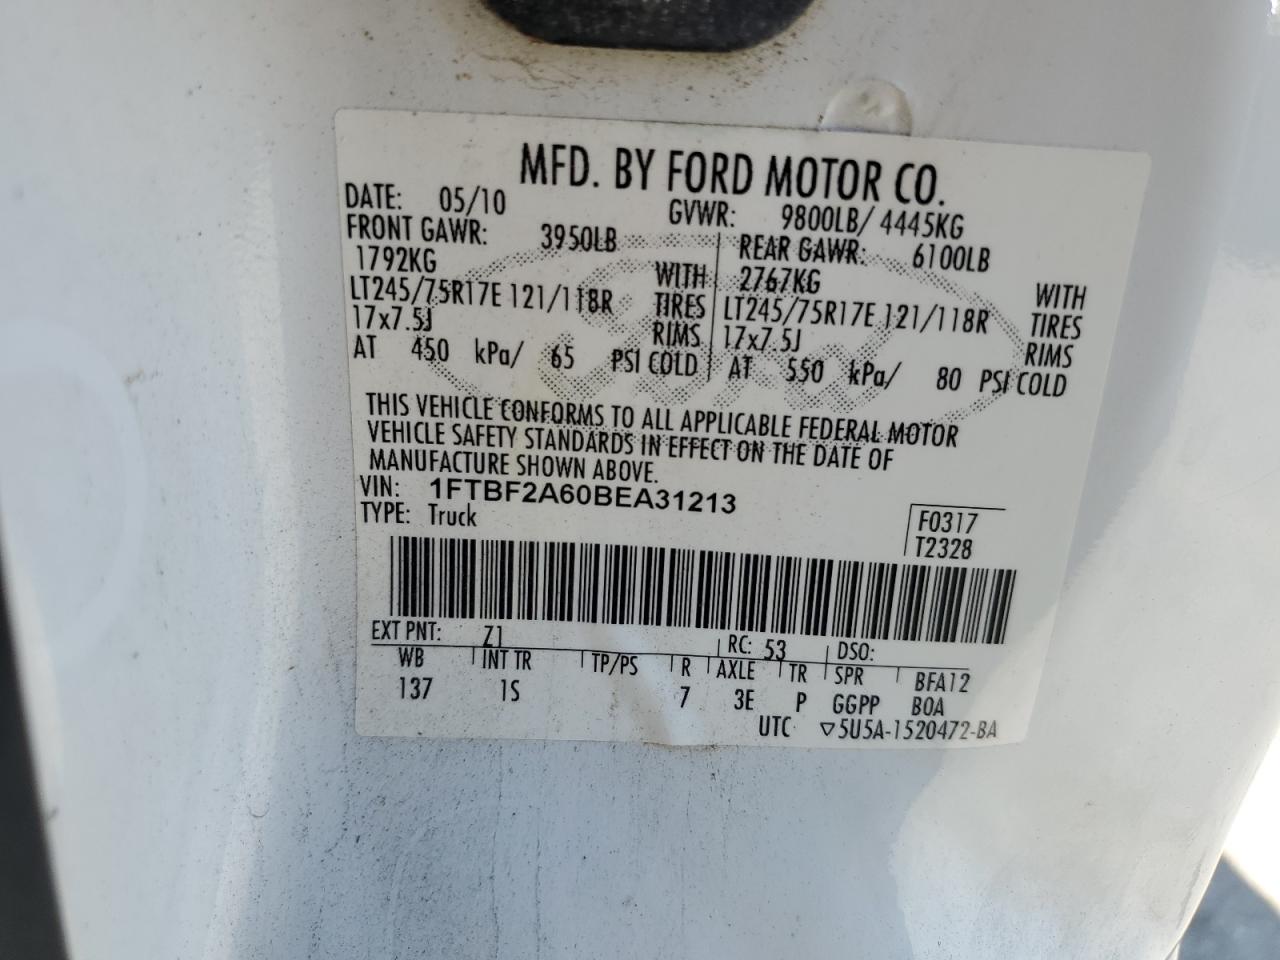 MFD. BY FORD MOTOR CO.
DATE: 05/10 GVWR: 9800LB/ 4445KG
FRONT GAWR: 3950LB REAR GAWR: 6100LB
1792KG WITH 2767KG WITH
LT245/75R17E 121/118R TIRES LT245/75R17E 121/118R TIRES
17x7.5J RIMS 17x7.5J RIMS
AT 450 kPa/ 65 PSI COLD AT 550 kPa/ 80 PSI COLD
THIS VEHICLE CONFORMS TO ALL APPLICABLE FEDERAL MOTOR
VEHICLE SAFETY STANDARDS IN EFFECT ON THE DATE OF
MANUFACTURE SHOWN ABOVE.
VIN: 1FTBF2A60BEA31213
TYPE: Truck F0317
T2328
EXT PNT: Z1 RC: 53 DSO:
WB INT TR TP/PS R AXLE TR SPR BFA12
137 1S 7 3E P GGPP BOA
UTC ▽5U5A-1520472-BA